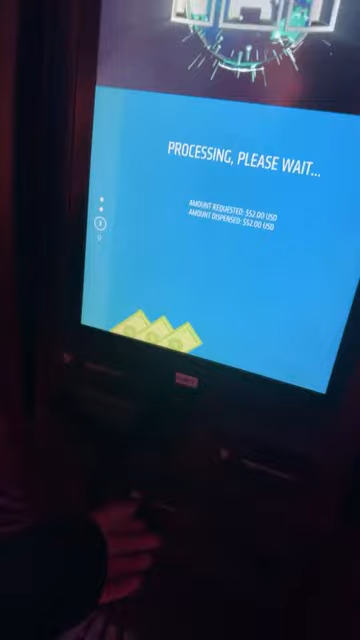 PROCESSING, PLEASE WAIT...
AMOUNT REQUESTED: $52.00 USD
AMOUNT DISPENSED: $52.00 USD